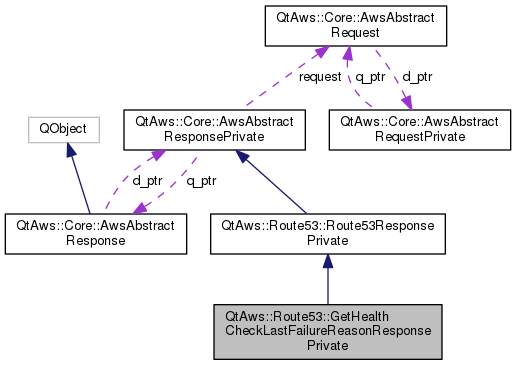 QtAws::Core::AwsAbstract
Request
request
q_ptr
d_ptr
QObject
QtAws::Core::AwsAbstract
ResponsePrivate
QtAws::Core::AwsAbstract
RequestPrivate
d_ptr
q_ptr
QtAws::Core::AwsAbstract
Response
QtAws::Route53::Route53Response
Private
QtAws::Route53::GetHealth
CheckLastFailureReasonResponse
Private